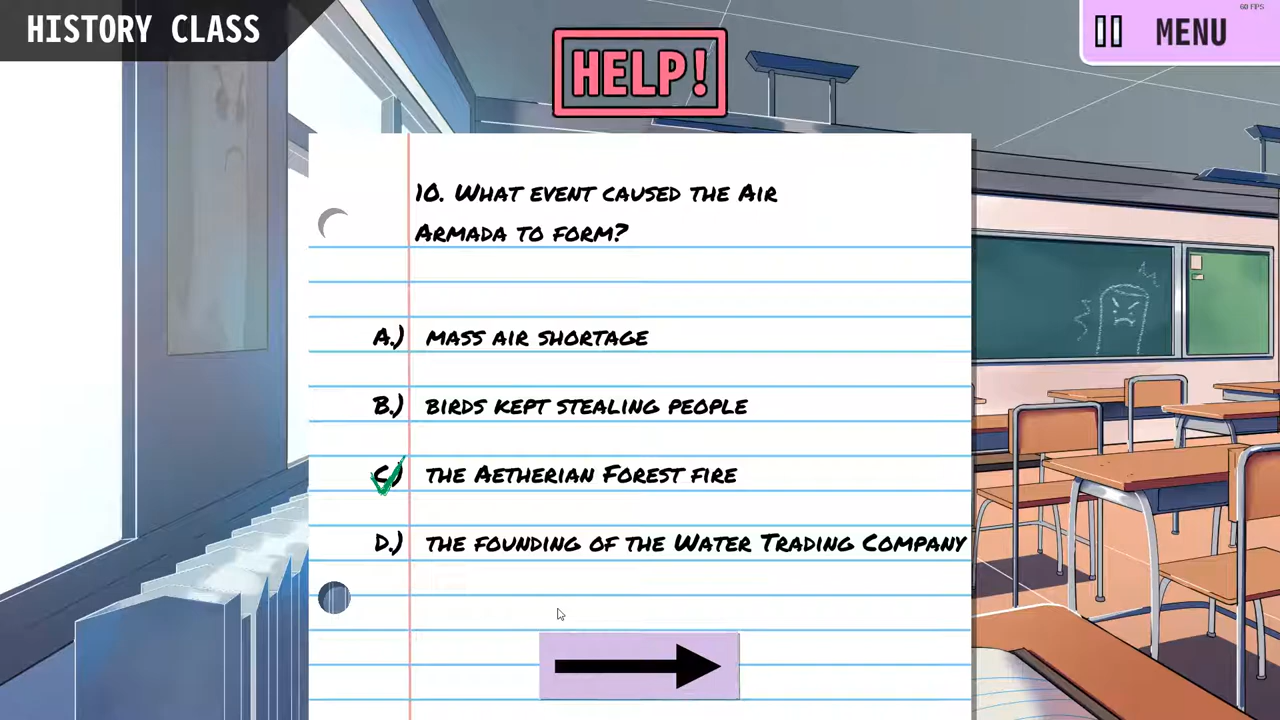 HISTORY CLASS
60 FPS
MENU
HELP!
10. What event caused the Air
Armada to form?
A.) mass air shortage
B.) birds kept stealing people
C.) the Aetherian Forest fire
D.) the founding of the Water Trading Company